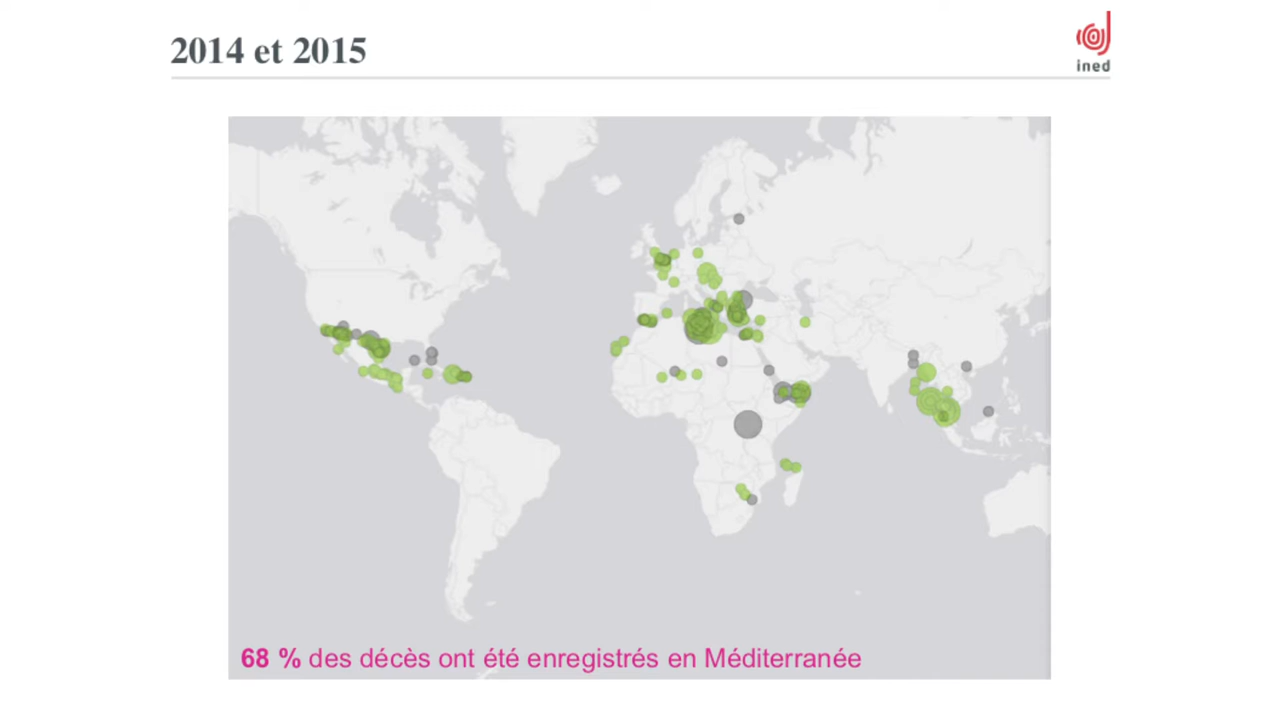 2014 et 2015
ined
68 % des décès ont été enregistrés en Méditerranée